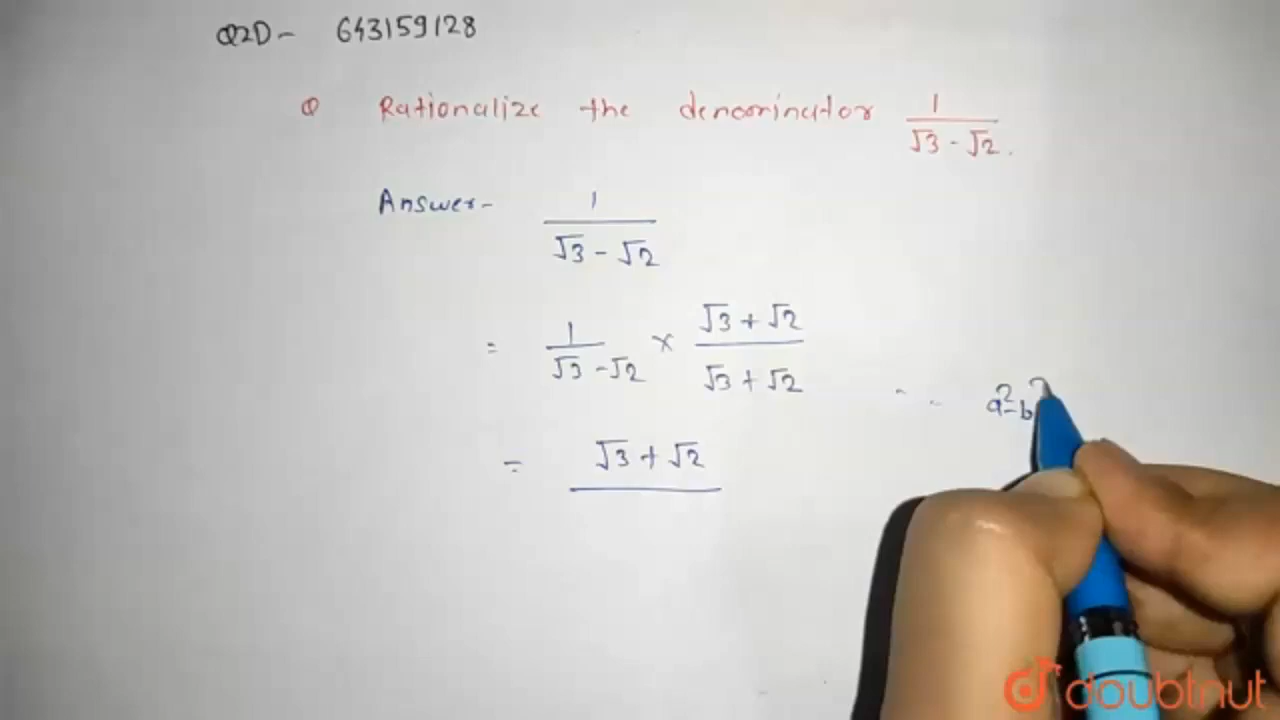 QID - 643159128
Q Rationalize the denominator 1/(√3 - √2).
Answer - 1/(√3 - √2)
= 1/(√3 - √2) × (√3 + √2)/(√3 + √2) .. a²-b²
= √3 + √2
doubtnut